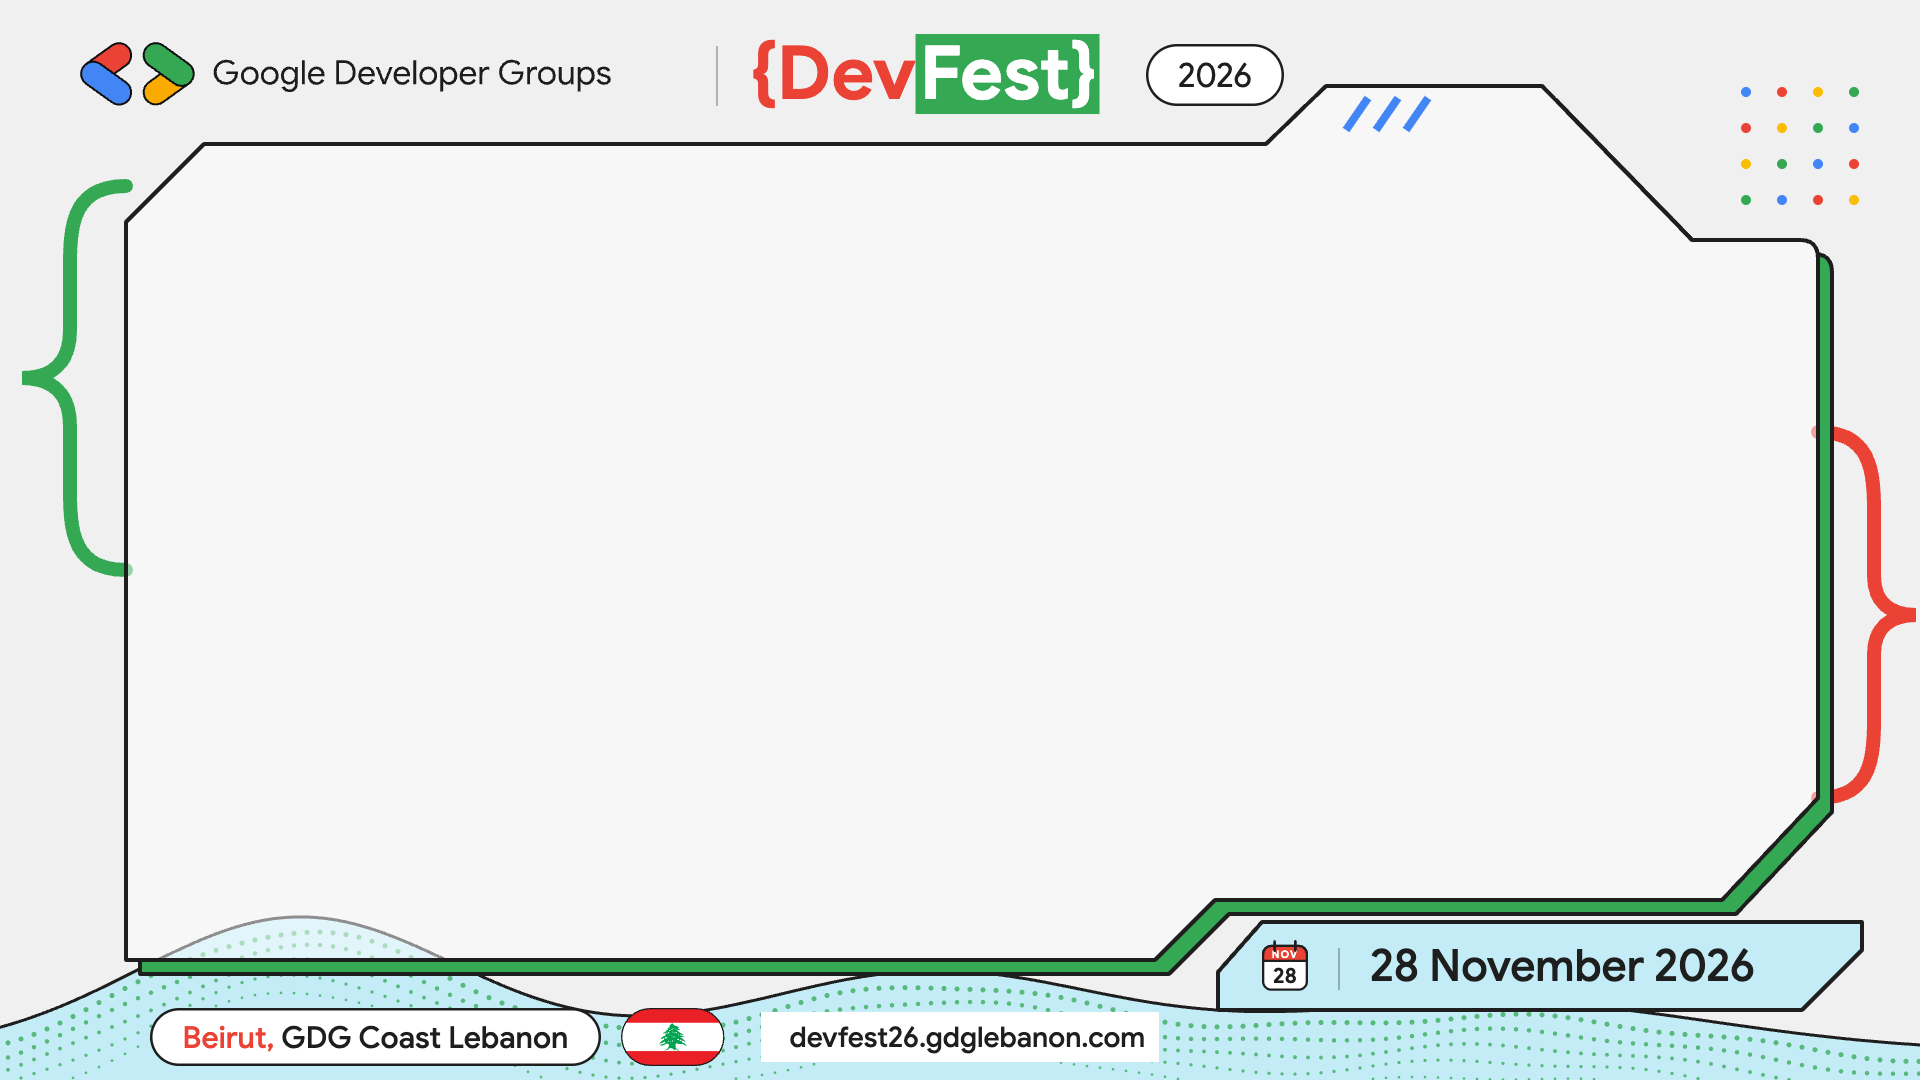 Google Developer Groups
{DevFest}
2026
NOV
28
28 November 2026
Beirut, GDG Coast Lebanon
devfest26.gdglebanon.com